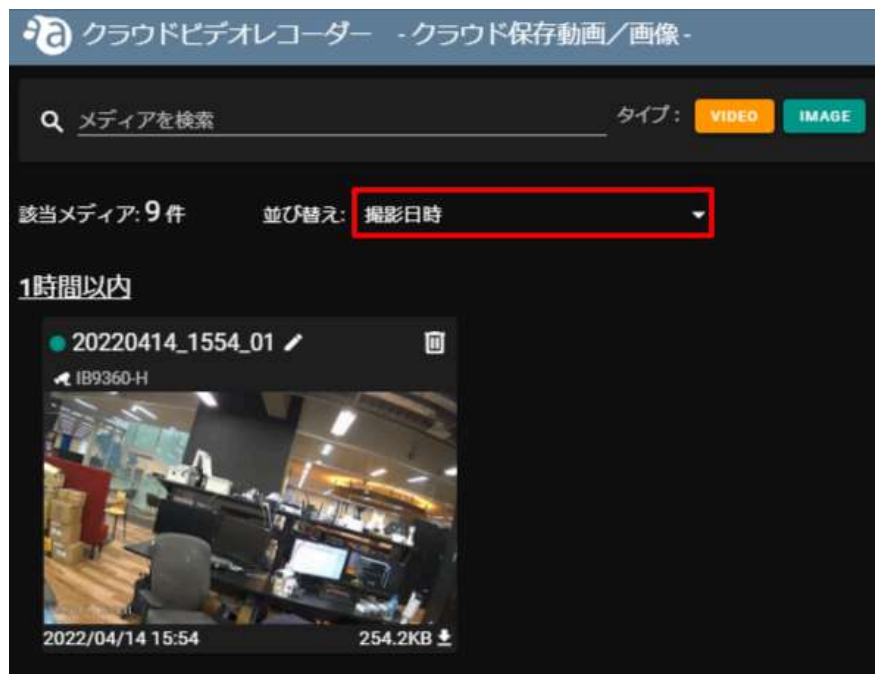 クラウドビデオレコーダー - クラウド保存動画／画像 -
メディアを検索 タイプ： VIDEO IMAGE
該当メディア: 9 件 並び替え: 撮影日時
1時間以内
20220414_1554_01
IB9360-H
2022/04/14 15:54 254.2KB